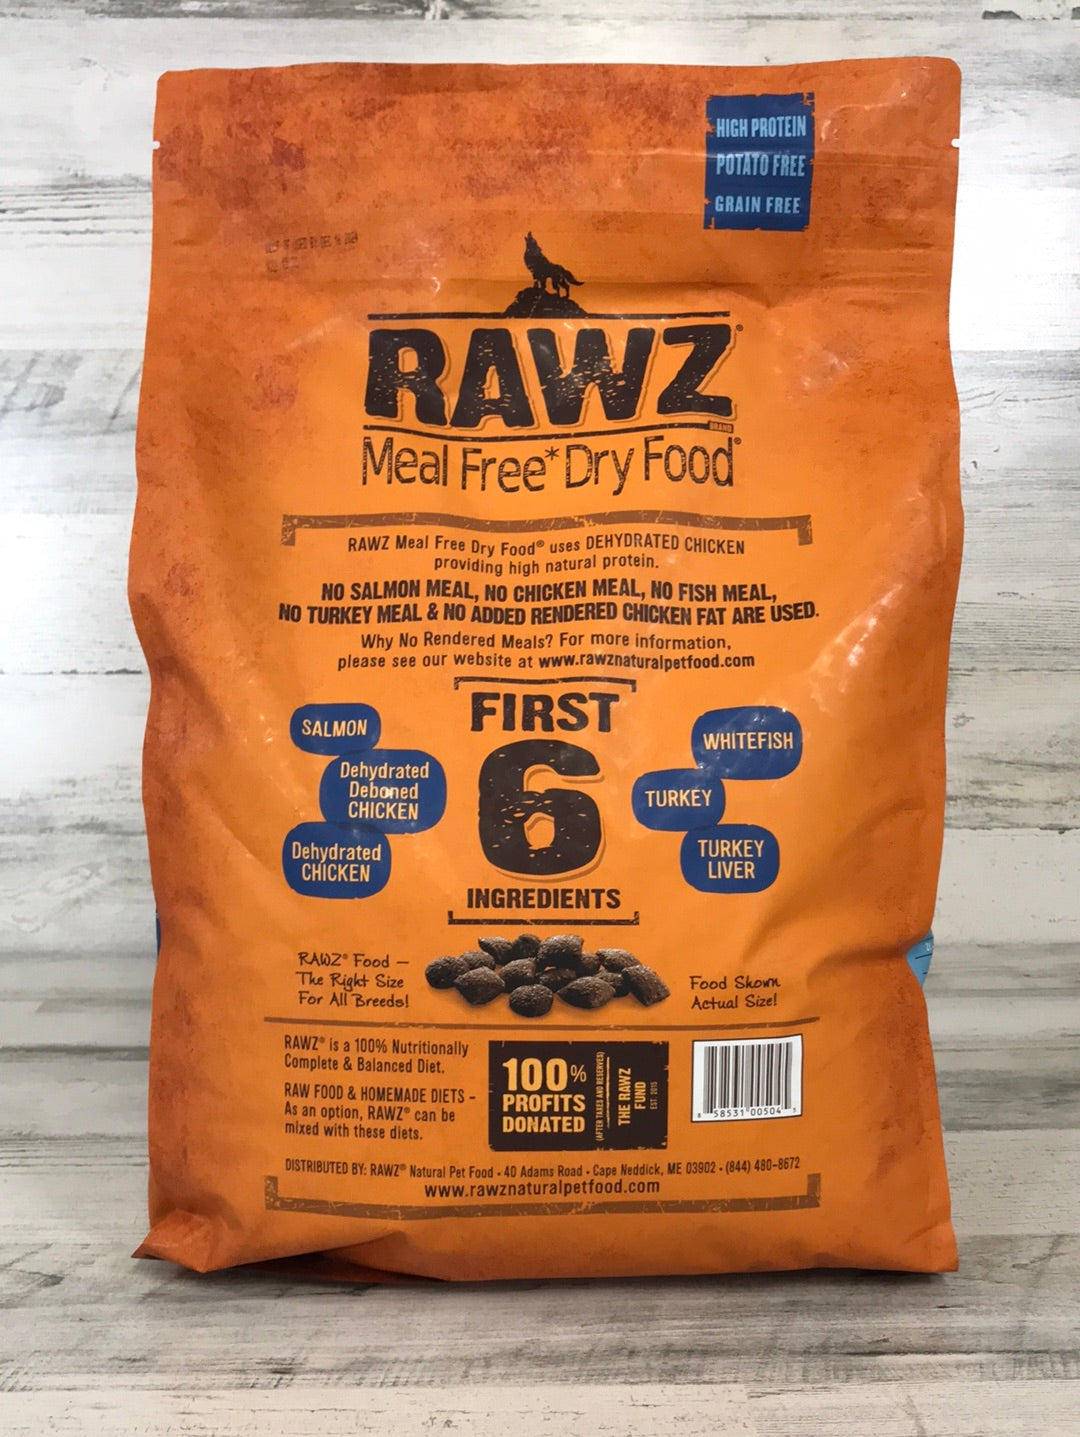 HIGH PROTEIN
POTATO FREE
GRAIN FREE
RAWZ®
BRAND
Meal Free* Dry Food®
RAWZ Meal Free Dry Food® uses DEHYDRATED CHICKEN
providing high natural protein.
NO SALMON MEAL, NO CHICKEN MEAL, NO FISH MEAL,
NO TURKEY MEAL & NO ADDED RENDERED CHICKEN FAT ARE USED.
Why No Rendered Meals? For more information,
please see our website at www.rawznaturalpetfood.com
FIRST
6
INGREDIENTS
SALMON
Dehydrated
Deboned
CHICKEN
Dehydrated
CHICKEN
WHITEFISH
TURKEY
TURKEY
LIVER
RAWZ® Food –
The Right Size
For All Breeds!
Food Shown
Actual Size!
RAWZ® is a 100% Nutritionally
Complete & Balanced Diet.
RAW FOOD & HOMEMADE DIETS –
As an option, RAWZ® can be
mixed with these diets.
100%
PROFITS
DONATED
(AFTER TAXES AND RESERVES)
THE RAWZ
FUND
EST. 2015
8 58531 00504 3
DISTRIBUTED BY: RAWZ® Natural Pet Food • 40 Adams Road • Cape Neddick, ME 03902 • (844) 480-8672
www.rawznaturalpetfood.com